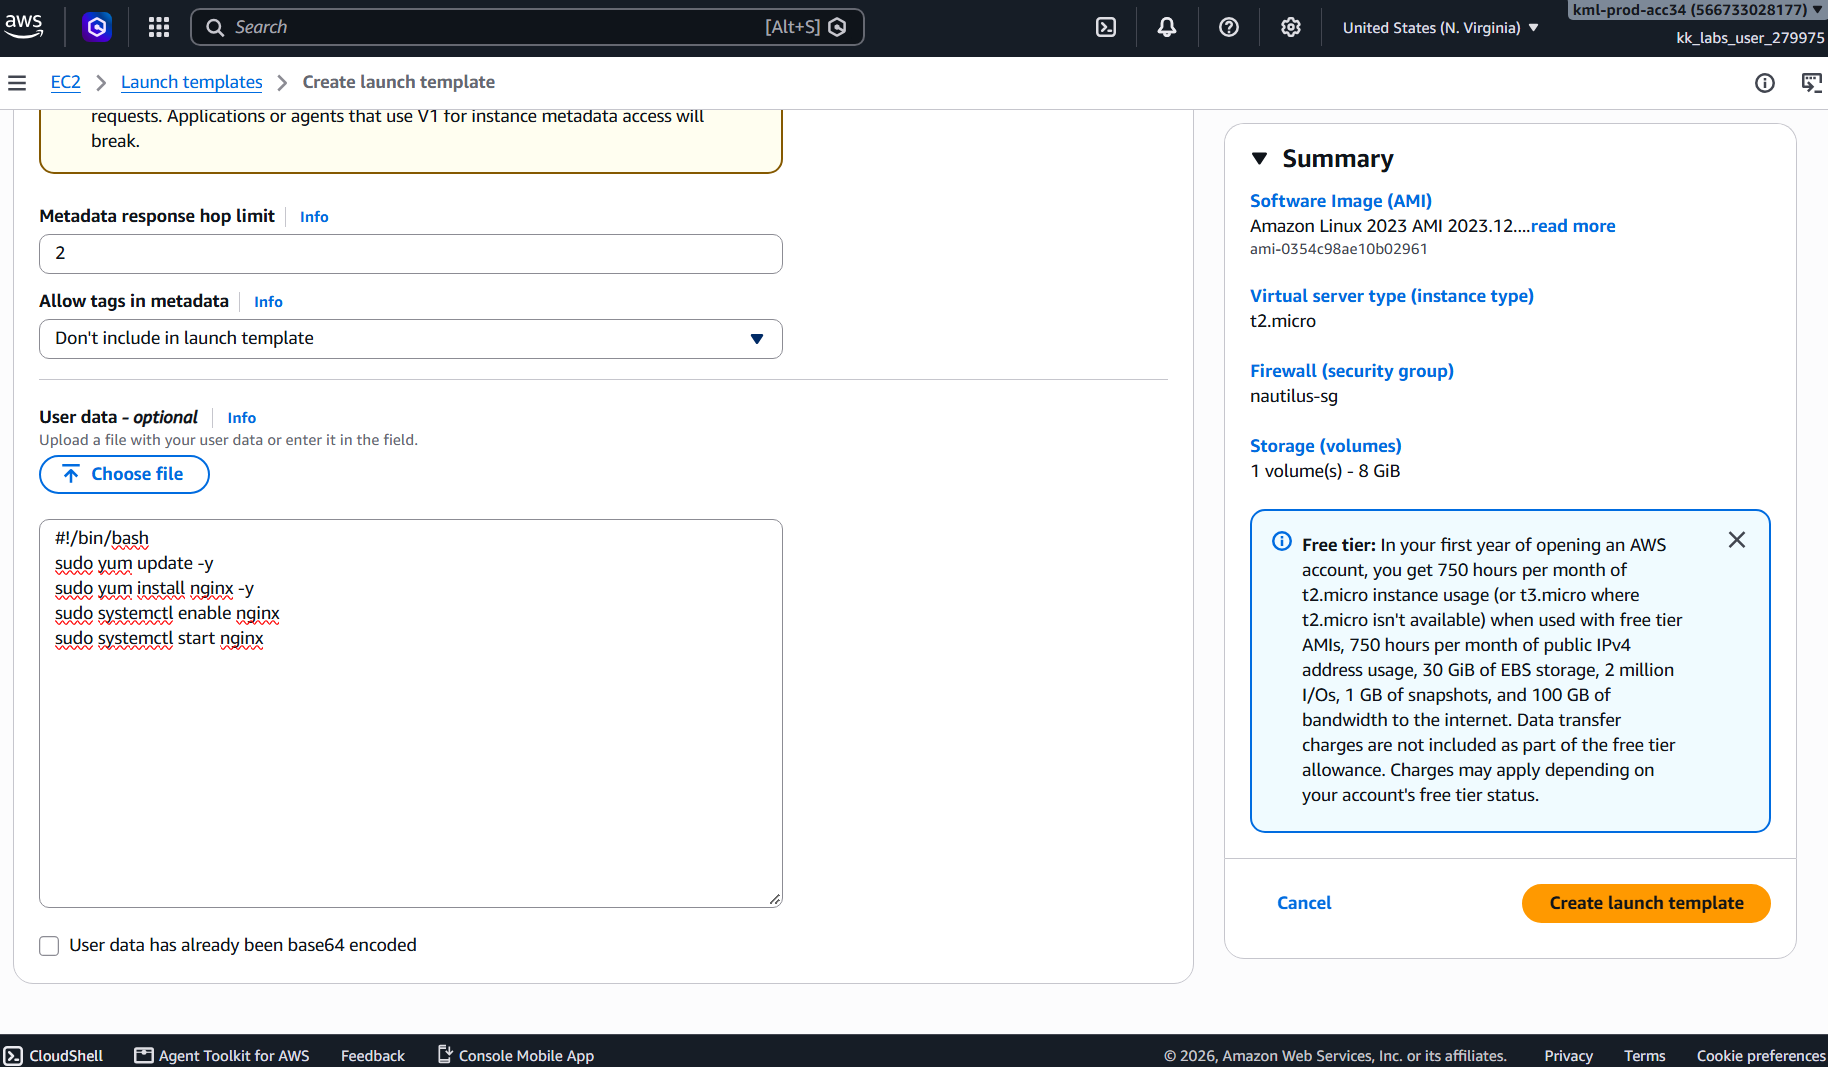 aws
Search [Alt+S]
United States (N. Virginia)
kml-prod-acc34 (566733028177)
kk_labs_user_279975
EC2 > Launch templates > Create launch template
requests. Applications or agents that use V1 for instance metadata access will
break.
Metadata response hop limit Info
2
Allow tags in metadata Info
Don't include in launch template
User data - optional Info
Upload a file with your user data or enter it in the field.
Choose file
#!/bin/bash
sudo yum update -y
sudo yum install nginx -y
sudo systemctl enable nginx
sudo systemctl start nginx
User data has already been base64 encoded
Summary
Software Image (AMI)
Amazon Linux 2023 AMI 2023.12....read more
ami-0354c98ae10b02961
Virtual server type (instance type)
t2.micro
Firewall (security group)
nautilus-sg
Storage (volumes)
1 volume(s) - 8 GiB
Free tier: In your first year of opening an AWS
account, you get 750 hours per month of
t2.micro instance usage (or t3.micro where
t2.micro isn't available) when used with free tier
AMIs, 750 hours per month of public IPv4
address usage, 30 GiB of EBS storage, 2 million
I/Os, 1 GB of snapshots, and 100 GB of
bandwidth to the internet. Data transfer
charges are not included as part of the free tier
allowance. Charges may apply depending on
your account's free tier status.
Cancel
Create launch template
CloudShell Agent Toolkit for AWS Feedback Console Mobile App
© 2026, Amazon Web Services, Inc. or its affiliates. Privacy Terms Cookie preferences